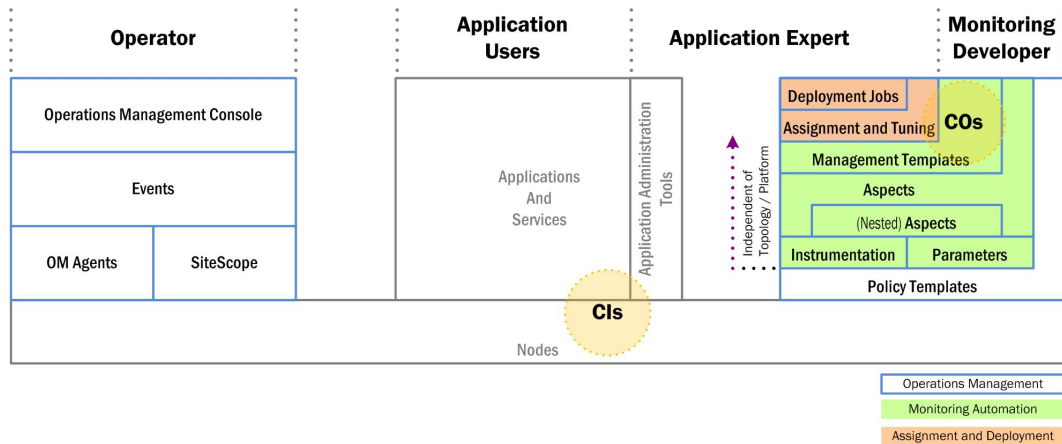 Operator
Application
Users
Application Expert
Monitoring
Developer
Operations Management Console
Events
OM Agents
SiteScope
Applications
And
Services
Application Administration
Tools
Independent of
Topology / Platform
Deployment Jobs
Assignment and Tuning
COs
Management Templates
Aspects
(Nested) Aspects
Instrumentation
Parameters
Policy Templates
CIs
Nodes
Operations Management
Monitoring Automation
Assignment and Deployment